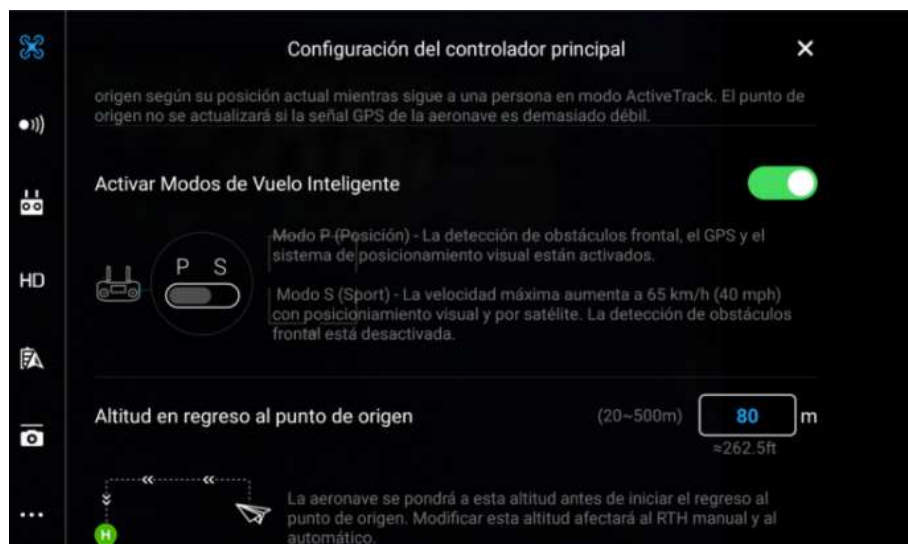 Configuración del controlador principal
origen según su posición actual mientras sigue a una persona en modo ActiveTrack. El punto de
origen no se actualizará si la señal GPS de la aeronave es demasiado débil.
Activar Modos de Vuelo Inteligente
Modo P (Posición) - La detección de obstáculos frontal, el GPS y el
sistema de posicionamiento visual están activados.
P S
HD
Modo S (Sport) - La velocidad máxima aumenta a 65 km/h (40 mph)
con posicioniamiento visual y por satélite. La detección de obstáculos
frontal está desactivada.
Altitud en regreso al punto de origen (20~500m) 80 m
≈262.5ft
La aeronave se pondrá a esta altitud antes de iniciar el regreso al
punto de origen. Modificar esta altitud afectará al RTH manual y al
automático.
H